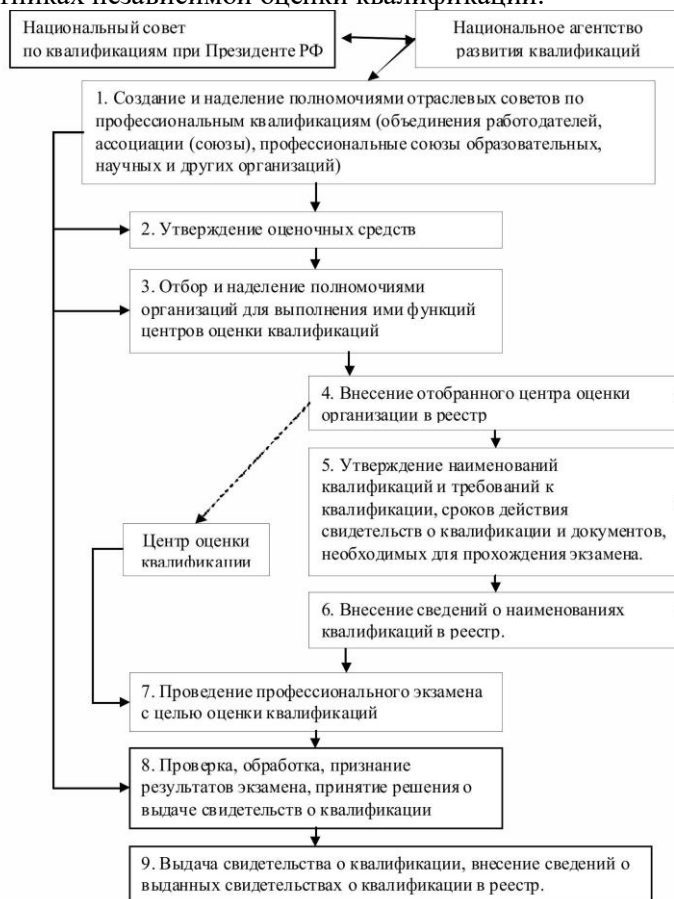 независимой оценки квалификации.
Национальный совет
по квалификациям при Президенте РФ
Национальное агентство
развития квалификаций
1. Создание и наделение полномочиями отраслевых советов по
профессиональным квалификациям (объединения работодателей,
ассоциации (союзы), профессиональные союзы образовательных,
научных и других организаций)
2. Утверждение оценочных средств
3. Отбор и наделение полномочиями
организаций для выполнения ими функций
центров оценки квалификаций
4. Внесение отобранного центра оценки
организации в реестр
5. Утверждение наименований
квалификаций и требований к
квалификации, сроков действия
свидетельств о квалификации и документов,
необходимых для прохождения экзамена.
Центр оценки
квалификации
6. Внесение сведений о наименованиях
квалификаций в реестр.
7. Проведение профессионального экзамена
с целью оценки квалификаций
8. Проверка, обработка, признание
результатов экзамена, принятие решения о
выдаче свидетельств о квалификации
9. Выдача свидетельства о квалификации, внесение сведений о
выданных свидетельствах о квалификации в реестр.